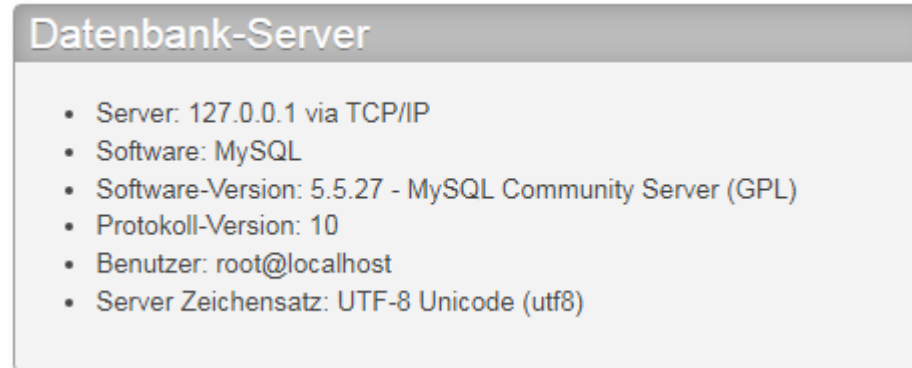 Datenbank-Server
• Server: 127.0.0.1 via TCP/IP
• Software: MySQL
• Software-Version: 5.5.27 - MySQL Community Server (GPL)
• Protokoll-Version: 10
• Benutzer: root@localhost
• Server Zeichensatz: UTF-8 Unicode (utf8)